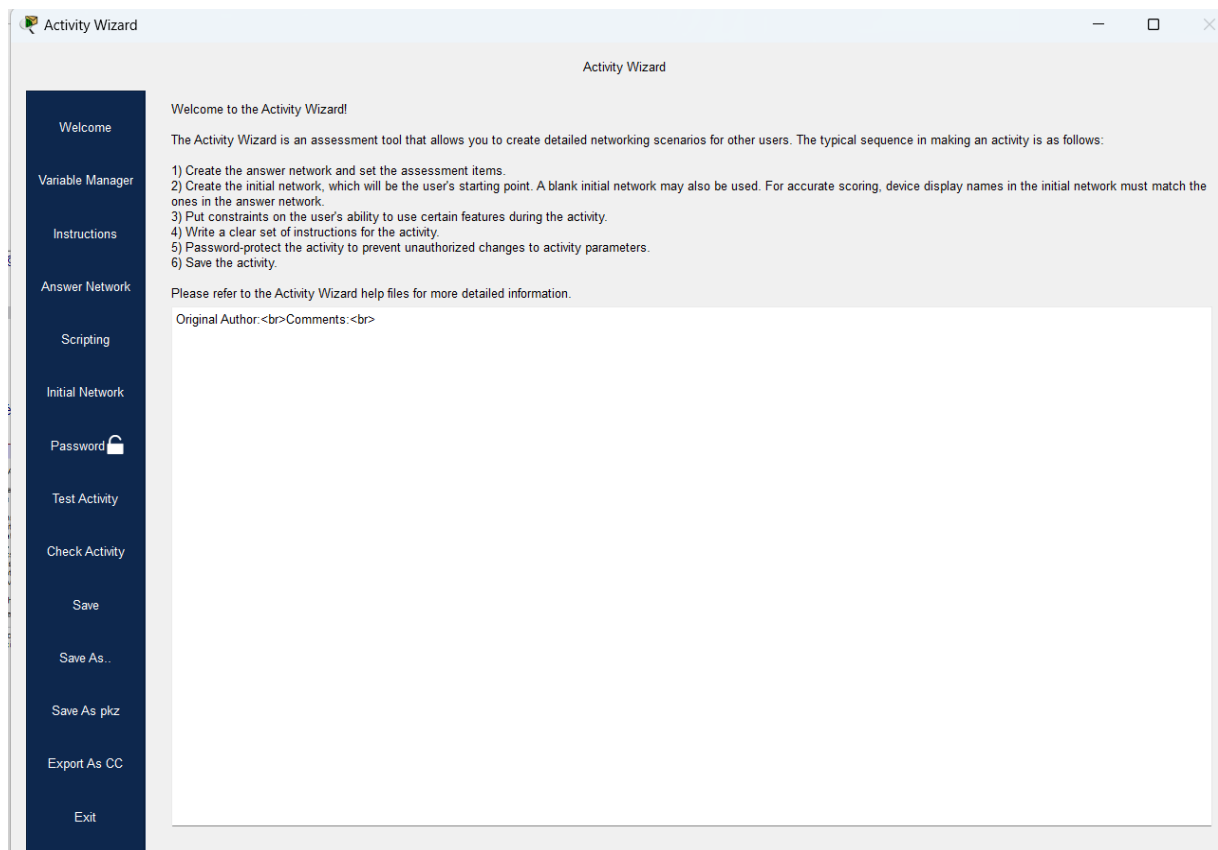 Activity Wizard
Activity Wizard
Welcome
Variable Manager
Instructions
Answer Network
Scripting
Initial Network
Password
Test Activity
Check Activity
Save
Save As..
Save As pkz
Export As CC
Exit
Welcome to the Activity Wizard!
The Activity Wizard is an assessment tool that allows you to create detailed networking scenarios for other users. The typical sequence in making an activity is as follows:
1) Create the answer network and set the assessment items.
2) Create the initial network, which will be the user's starting point. A blank initial network may also be used. For accurate scoring, device display names in the initial network must match the
ones in the answer network.
3) Put constraints on the user's ability to use certain features during the activity.
4) Write a clear set of instructions for the activity.
5) Password-protect the activity to prevent unauthorized changes to activity parameters.
6) Save the activity.
Please refer to the Activity Wizard help files for more detailed information.
Original Author:<br>Comments:<br>